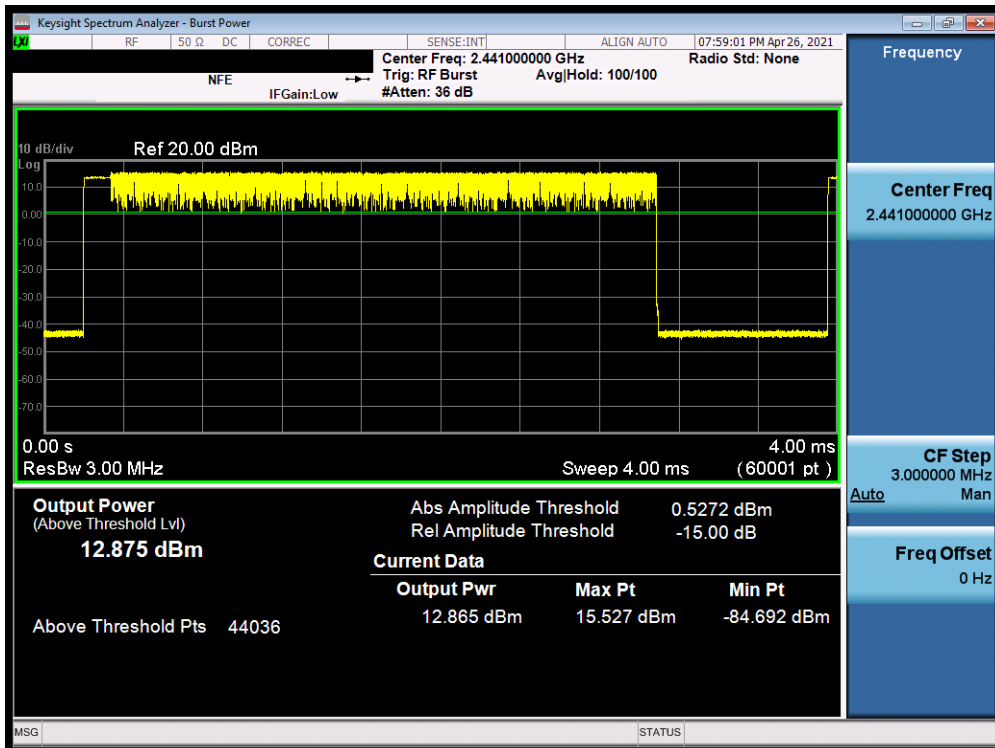 Keysight Spectrum Analyzer - Burst Power
LXI RF 50 Ω DC CORREC SENSE:INT ALIGN AUTO 07:59:01 PM Apr 26, 2021
Center Freq: 2.441000000 GHz Radio Std: None
NFE Trig: RF Burst Avg|Hold: 100/100
IFGain:Low #Atten: 36 dB
10 dB/div Ref 20.00 dBm
Log
10.0
0.00
-10.0
-20.0
-30.0
-40.0
-50.0
-60.0
-70.0
0.00 s 4.00 ms
ResBw 3.00 MHz Sweep 4.00 ms (60001 pt)
Output Power
(Above Threshold Lvl)
12.875 dBm
Above Threshold Pts 44036
Abs Amplitude Threshold 0.5272 dBm
Rel Amplitude Threshold -15.00 dB
Current Data
Output Pwr Max Pt Min Pt
12.865 dBm 15.527 dBm -84.692 dBm
Frequency
Center Freq
2.441000000 GHz
CF Step
3.000000 MHz
Auto Man
Freq Offset
0 Hz
MSG STATUS